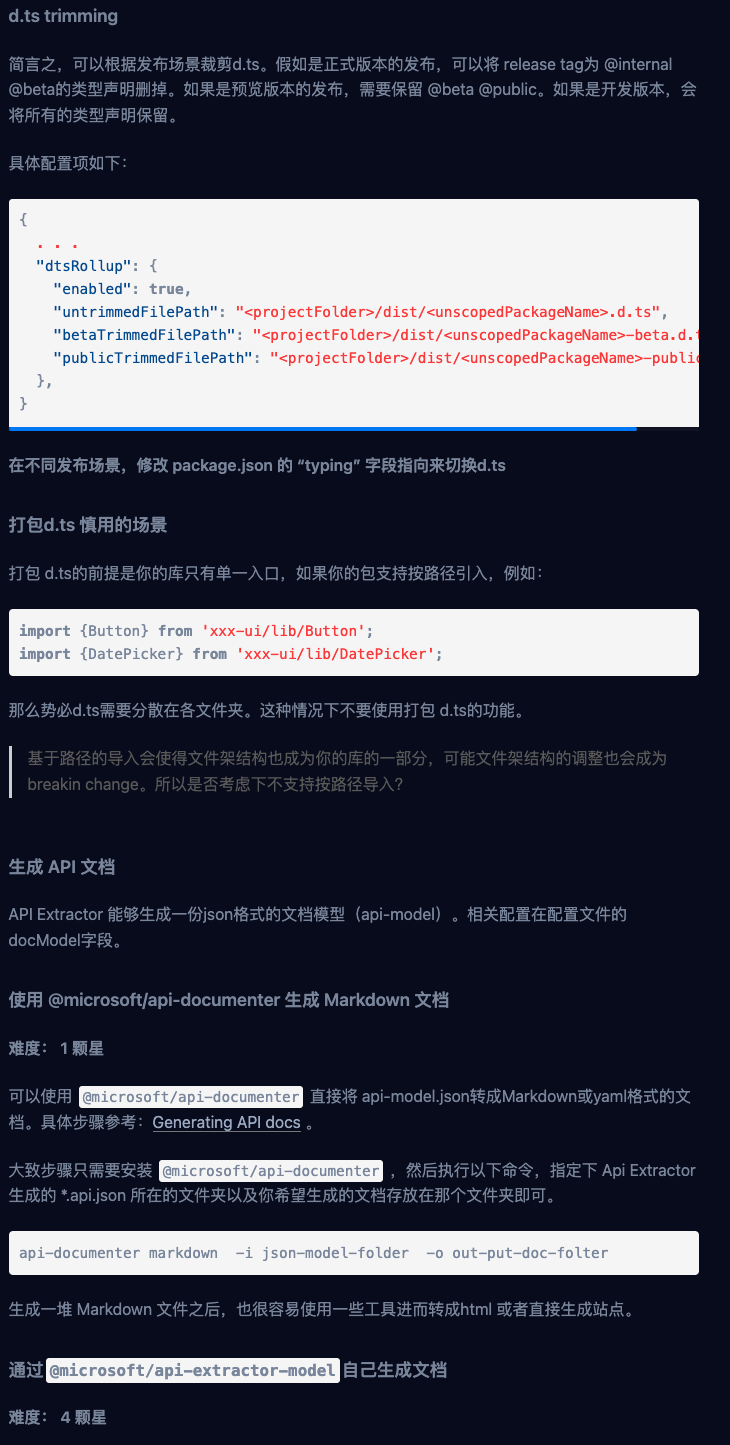 d.ts trimming
简言之，可以根据发布场景裁剪d.ts。假如是正式版本的发布，可以将 release tag为 @internal
@beta的类型声明删掉。如果是预览版本的发布，需要保留 @beta @public。如果是开发版本，会
将所有的类型声明保留。
具体配置项如下：
{
  . . .
  "dtsRollup": {
    "enabled": true,
    "untrimmedFilePath": "<projectFolder>/dist/<unscopedPackageName>.d.ts",
    "betaTrimmedFilePath": "<projectFolder>/dist/<unscopedPackageName>-beta.d.t
    "publicTrimmedFilePath": "<projectFolder>/dist/<unscopedPackageName>-public
  },
}
在不同发布场景，修改 package.json 的 “typing” 字段指向来切换d.ts
打包d.ts 慎用的场景
打包 d.ts的前提是你的库只有单一入口，如果你的包支持按路径引入，例如：
import {Button} from 'xxx-ui/lib/Button';
import {DatePicker} from 'xxx-ui/lib/DatePicker';
那么势必d.ts需要分散在各文件夹。这种情况下不要使用打包 d.ts的功能。
基于路径的导入会使得文件架结构也成为你的库的一部分，可能文件架结构的调整也会成为
breakin change。所以是否考虑下不支持按路径导入?
生成 API 文档
API Extractor 能够生成一份json格式的文档模型（api-model）。相关配置在配置文件的
docModel字段。
使用 @microsoft/api-documenter 生成 Markdown 文档
难度： 1 颗星
可以使用 @microsoft/api-documenter 直接将 api-model.json转成Markdown或yaml格式的文
档。具体步骤参考：Generating API docs 。
大致步骤只需要安装 @microsoft/api-documenter ，然后执行以下命令，指定下 Api Extractor
生成的 *.api.json 所在的文件夹以及你希望生成的文档存放在那个文件夹即可。
api-documenter markdown  -i json-model-folder  -o out-put-doc-folter
生成一堆 Markdown 文件之后，也很容易使用一些工具进而转成html 或者直接生成站点。
通过 @microsoft/api-extractor-model 自己生成文档
难度： 4 颗星